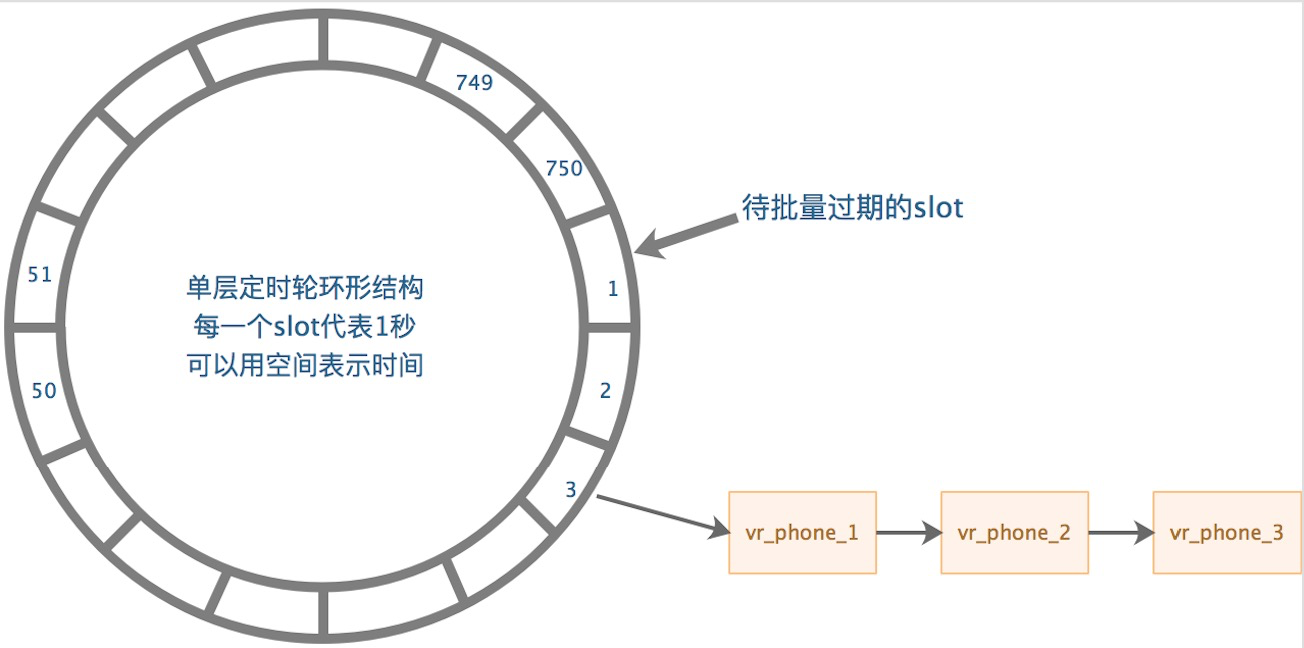 749
750
待批量过期的slot
51
1
单层定时轮环形结构
每一个slot代表1秒
可以用空间表示时间
50
2
3
vr_phone_1
vr_phone_2
vr_phone_3